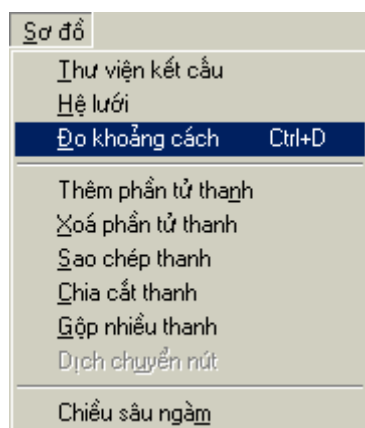 Sơ đồ
Thư viện kết cấu
Hệ lưới
Đo khoảng cách Ctrl+D
Thêm phần tử thanh
Xoá phần tử thanh
Sao chép thanh
Chia cắt thanh
Gộp nhiều thanh
Dịch chuyển nút
Chiều sâu ngàm